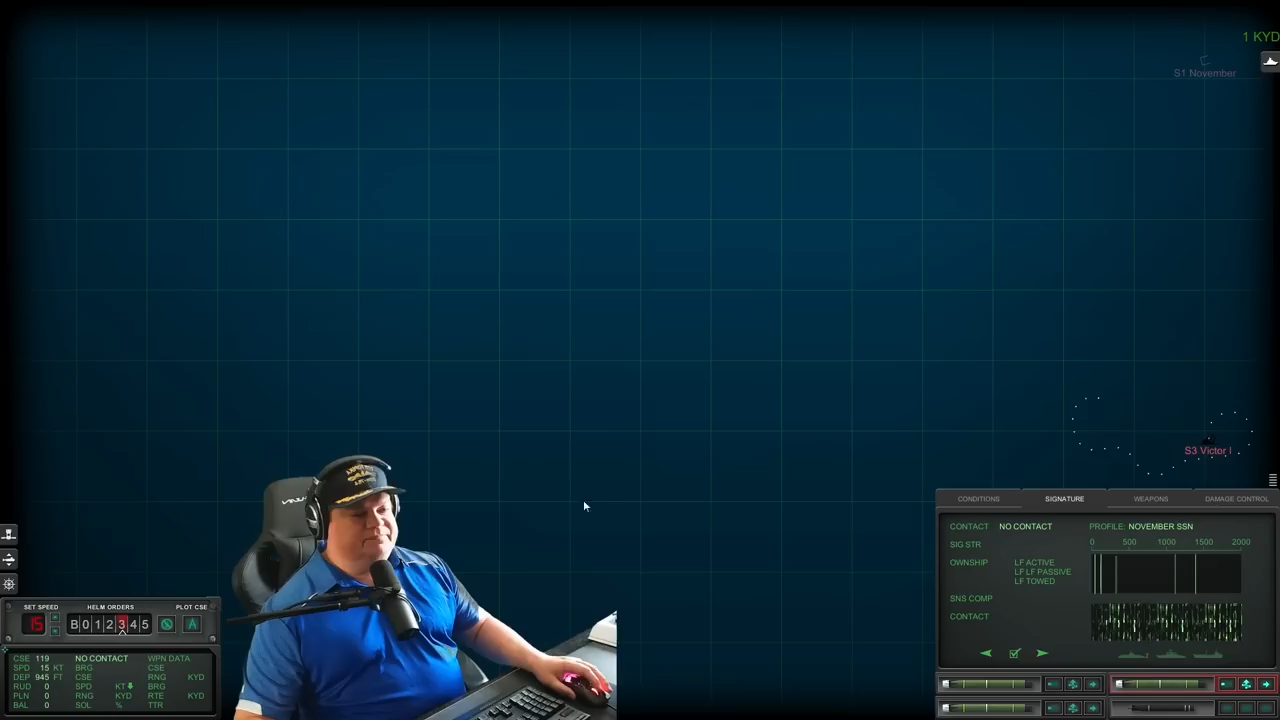 1 KYD
S1 November
S3 Victor I
CONDITIONS SIGNATURE WEAPONS DAMAGE CONTROL
CONTACT NO CONTACT PROFILE: NOVEMBER SSN
SIG STR 0 500 1000 1500 2000
OWNSHIP LF ACTIVE
LF LF PASSIVE
LF TOWED
SNS COMP
CONTACT
SET SPEED HELM ORDERS PLOT CSE
15 B 0 1 2 3 4 5 A
CSE 119 NO CONTACT WPN DATA
SPD 15 KT BRG CSE
DEP 945 FT CSE RNG KYD
RUD 0 SPD KT BRG
PLN 0 RNG KYD RTE KYD
BAL 0 SOL % TTR